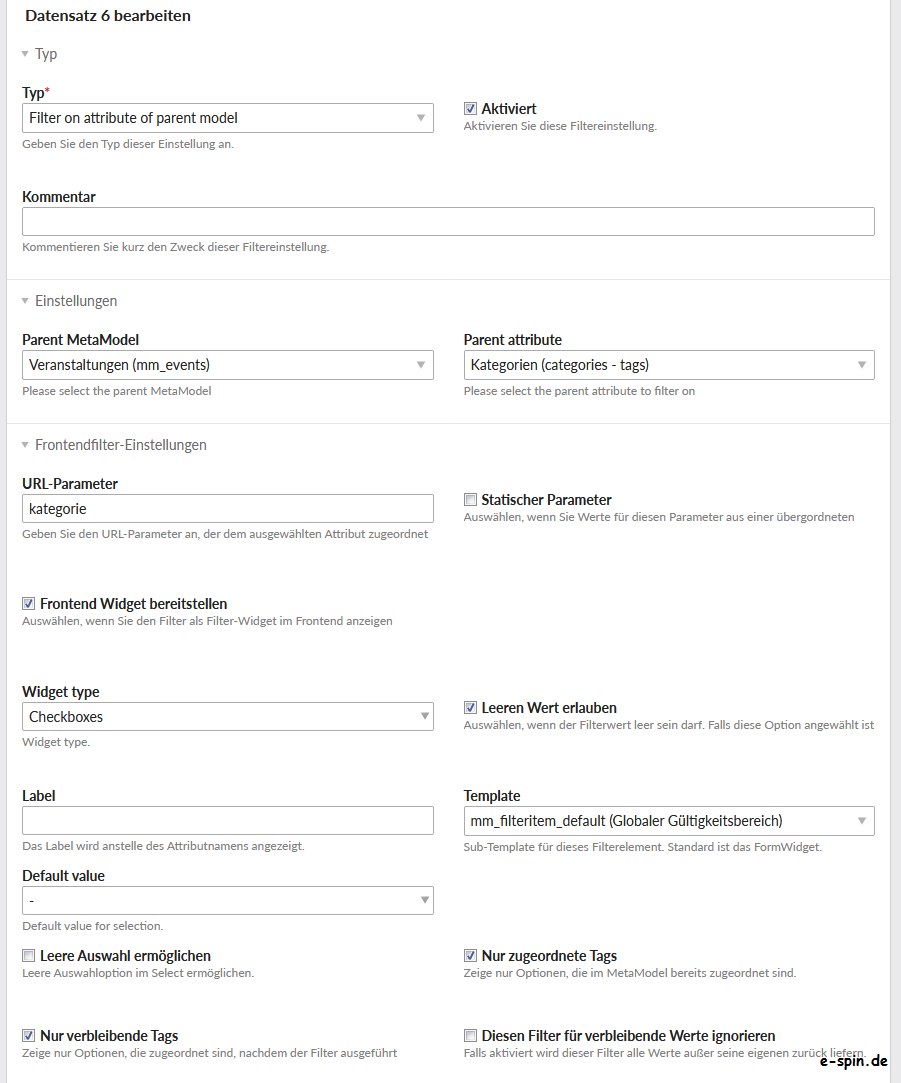 Datensatz 6 bearbeiten
Typ
Typ*
Filter on attribute of parent model
Geben Sie den Typ dieser Einstellung an.
Aktiviert
Aktivieren Sie diese Filtereinstellung.
Kommentar
Kommentieren Sie kurz den Zweck dieser Filtereinstellung.
Einstellungen
Parent MetaModel
Veranstaltungen (mm_events)
Please select the parent MetaModel
Parent attribute
Kategorien (categories - tags)
Please select the parent attribute to filter on
Frontendfilter-Einstellungen
URL-Parameter
kategorie
Geben Sie den URL-Parameter an, der dem ausgewählten Attribut zugeordnet
Statischer Parameter
Auswählen, wenn Sie Werte für diesen Parameter aus einer übergordneten
Frontend Widget bereitstellen
Auswählen, wenn Sie den Filter als Filter-Widget im Frontend anzeigen
Widget type
Checkboxes
Widget type.
Leeren Wert erlauben
Auswählen, wenn der Filterwert leer sein darf. Falls diese Option angewählt ist
Label
Das Label wird anstelle des Attributnamens angezeigt.
Template
mm_filteritem_default (Globaler Gültigkeitsbereich)
Sub-Template für dieses Filterelement. Standard ist das FormWidget.
Default value
-
Default value for selection.
Leere Auswahl ermöglichen
Leere Auswahloption im Select ermöglichen.
Nur zugeordnete Tags
Zeige nur Optionen, die im MetaModel bereits zugeordnet sind.
Nur verbleibende Tags
Zeige nur Optionen, die zugeordnet sind, nachdem der Filter ausgeführt
Diesen Filter für verbleibende Werte ignorieren
Falls aktiviert wird dieser Filter alle Werte außer seine eigenen zurück liefern.
e-spin.de